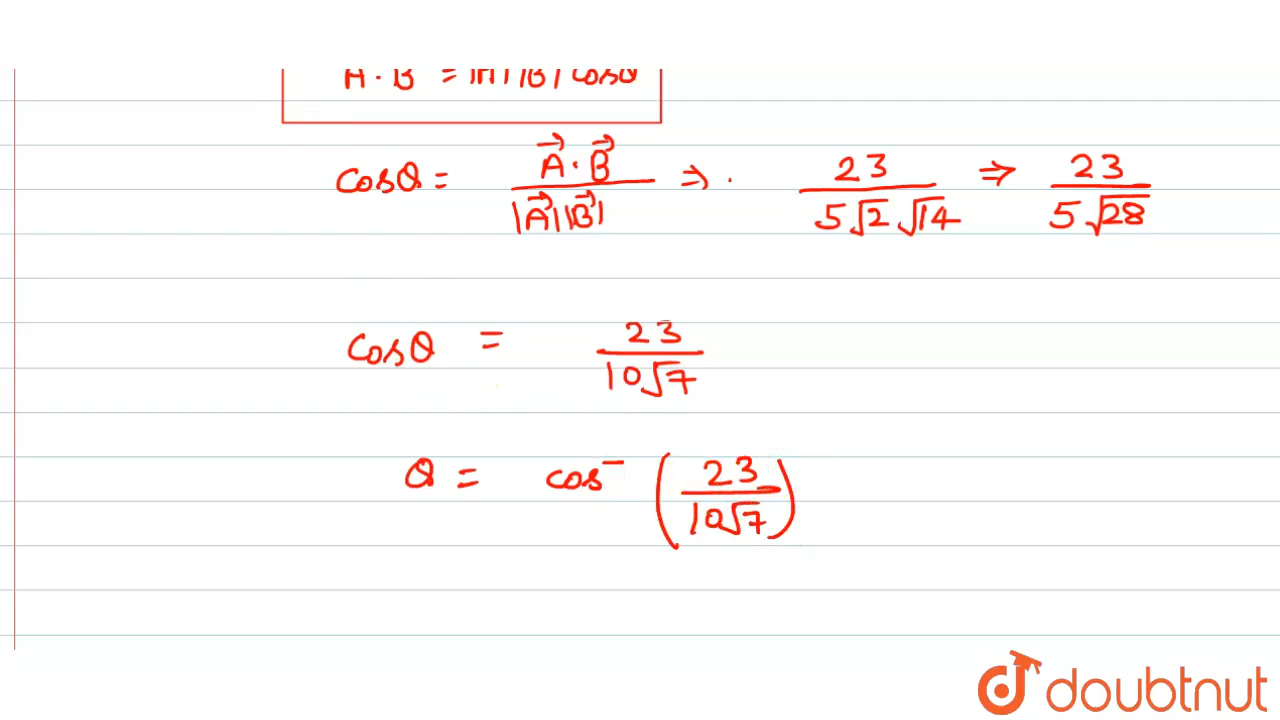 A · B = |A| |B| cosθ
cosθ = A⃗ · B⃗ / |A⃗||B⃗| ⇒ · 23 / 5√2 √14 ⇒ 23 / 5√28
cosθ = 23 / 10√7
θ = cos⁻ (23 / 10√7)
doubtnut